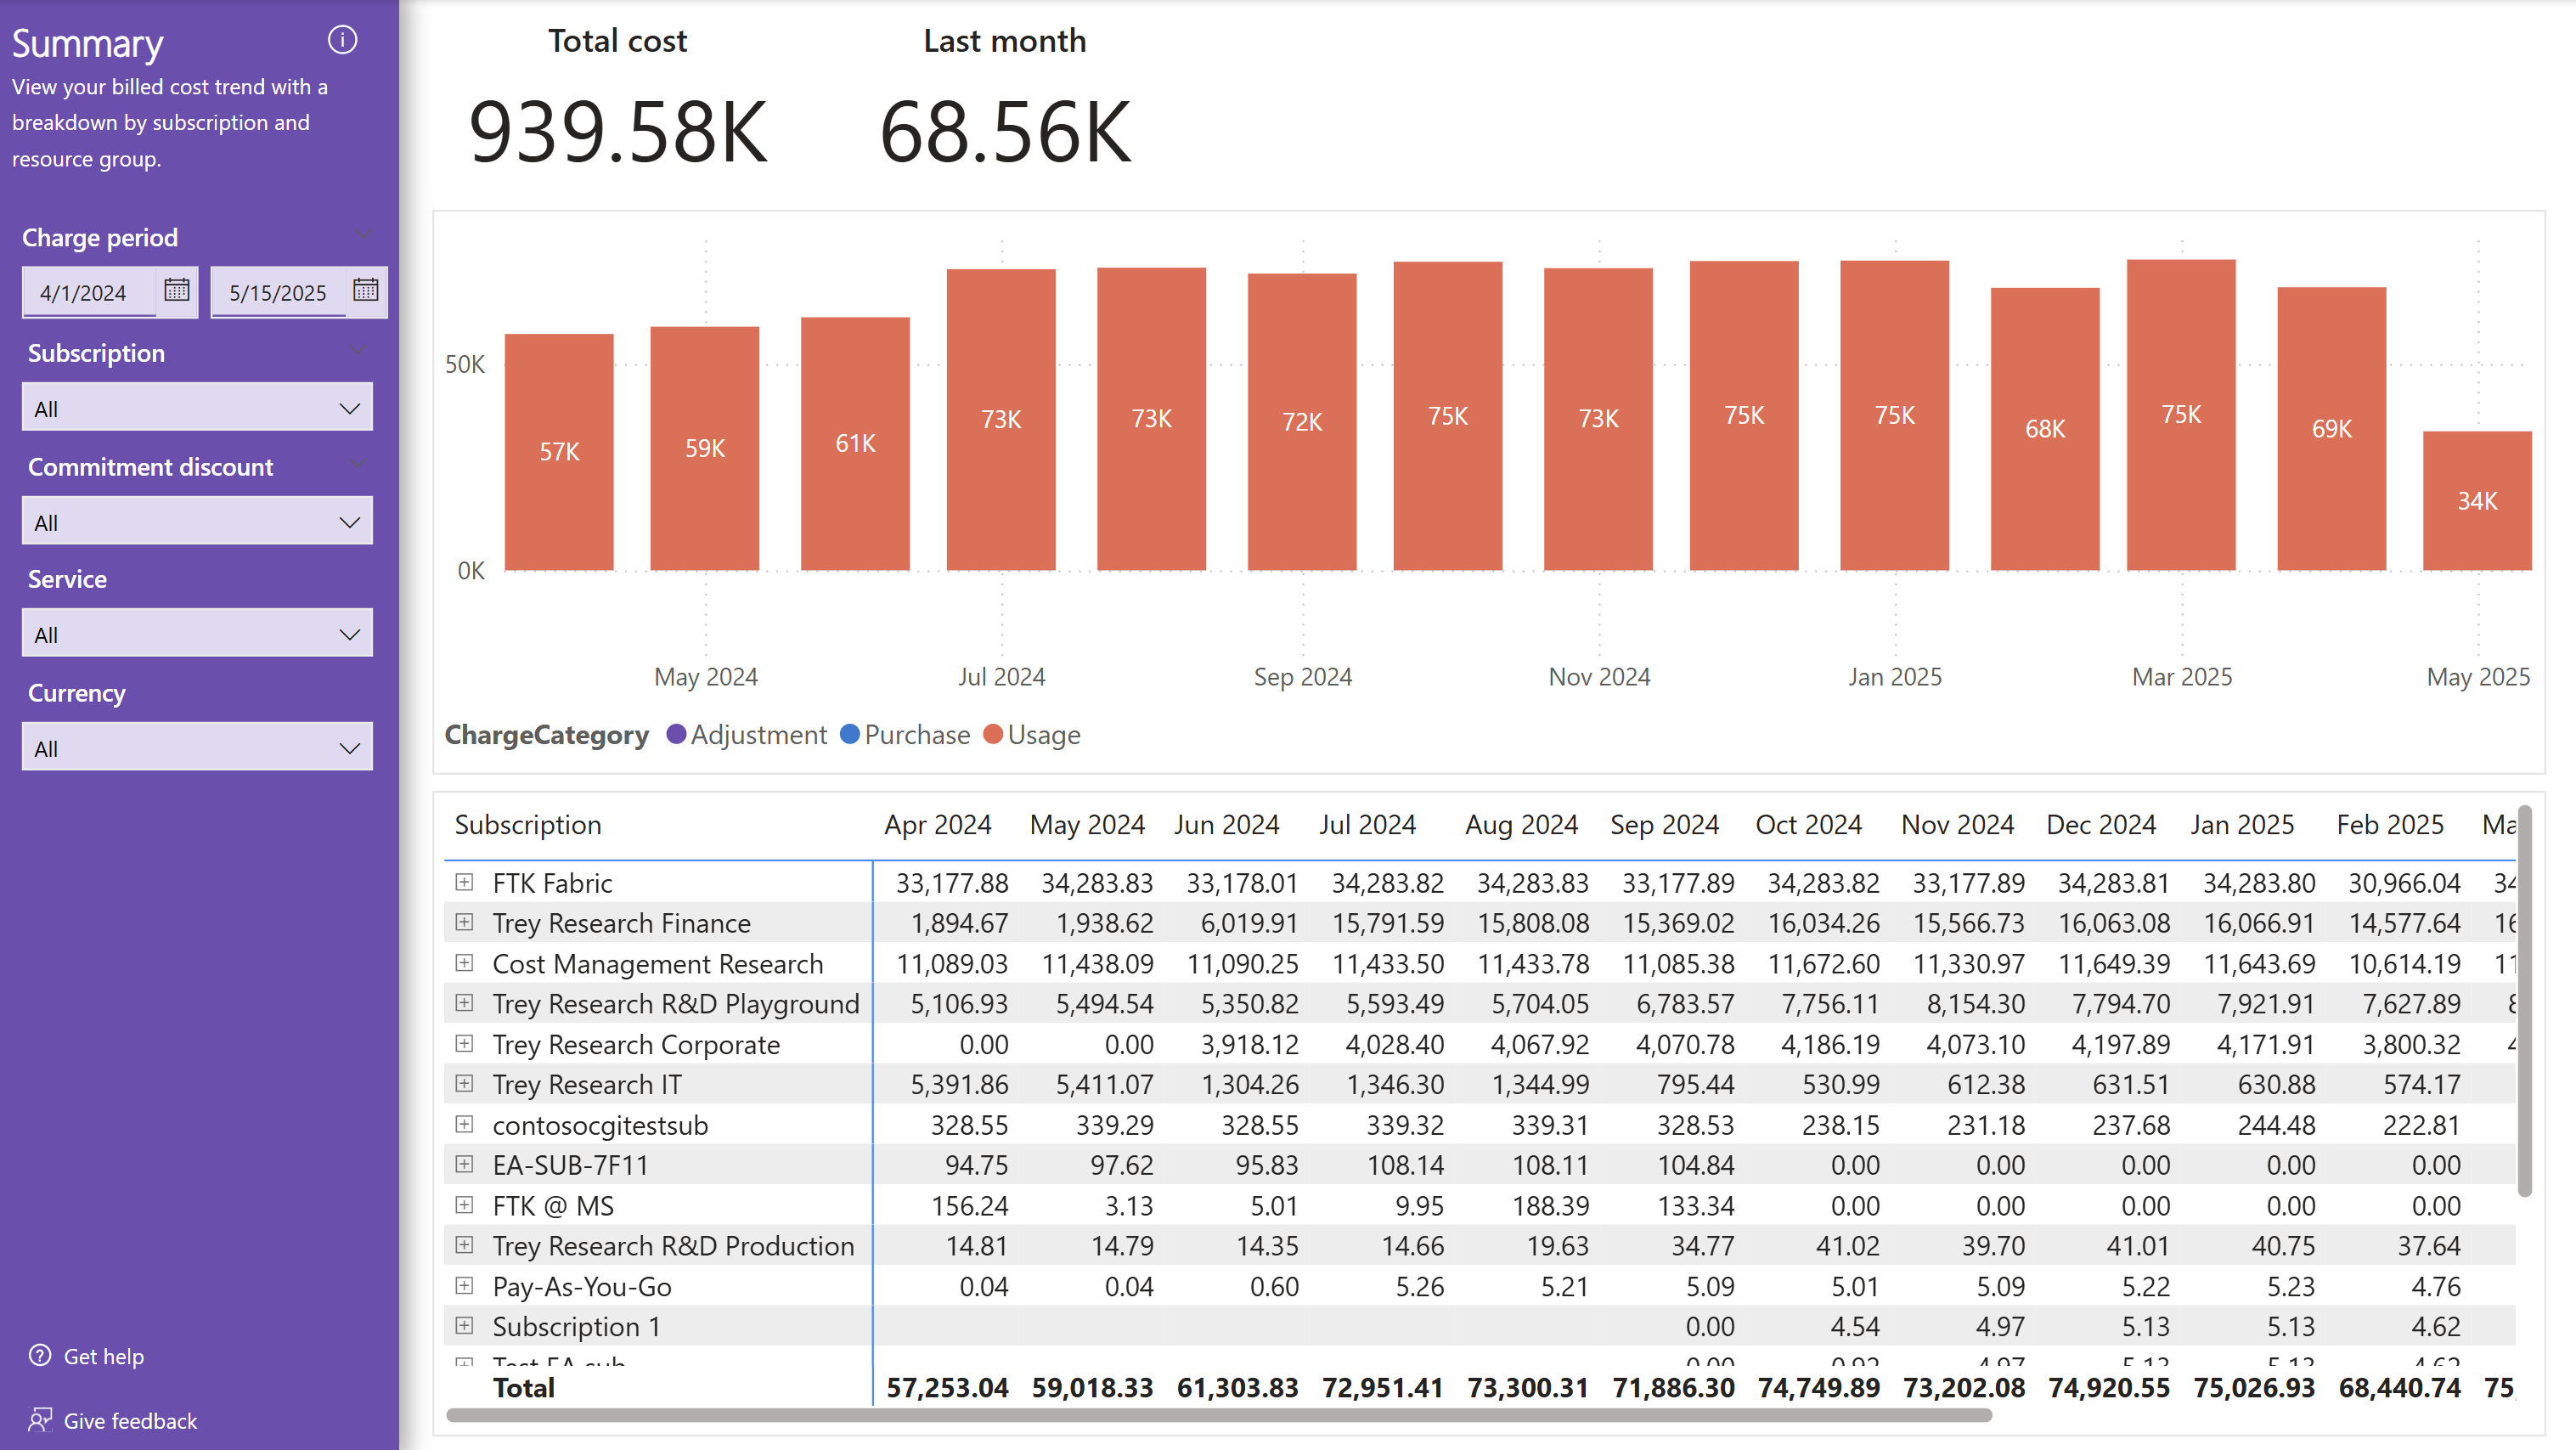 Summary
View your billed cost trend with a
breakdown by subscription and
resource group.
Charge period
4/1/2024 5/15/2025
Subscription
All
Commitment discount
All
Service
All
Currency
All
Get help
Give feedback
Total cost Last month
939.58K 68.56K
50K
0K
57K 59K 61K 73K 73K 72K 75K 73K 75K 75K 68K 75K 69K 34K
May 2024 Jul 2024 Sep 2024 Nov 2024 Jan 2025 Mar 2025 May 2025
ChargeCategory Adjustment Purchase Usage
Subscription Apr 2024 May 2024 Jun 2024 Jul 2024 Aug 2024 Sep 2024 Oct 2024 Nov 2024 Dec 2024 Jan 2025 Feb 2025 Ma
FTK Fabric 33,177.88 34,283.83 33,178.01 34,283.82 34,283.83 33,177.89 34,283.82 33,177.89 34,283.81 34,283.80 30,966.04 34
Trey Research Finance 1,894.67 1,938.62 6,019.91 15,791.59 15,808.08 15,369.02 16,034.26 15,566.73 16,063.08 16,066.91 14,577.64 16
Cost Management Research 11,089.03 11,438.09 11,090.25 11,433.50 11,433.78 11,085.38 11,672.60 11,330.97 11,649.39 11,643.69 10,614.19 11
Trey Research R&D Playground 5,106.93 5,494.54 5,350.82 5,593.49 5,704.05 6,783.57 7,756.11 8,154.30 7,794.70 7,921.91 7,627.89
Trey Research Corporate 0.00 0.00 3,918.12 4,028.40 4,067.92 4,070.78 4,186.19 4,073.10 4,197.89 4,171.91 3,800.32
Trey Research IT 5,391.86 5,411.07 1,304.26 1,346.30 1,344.99 795.44 530.99 612.38 631.51 630.88 574.17
contosocgitestsub 328.55 339.29 328.55 339.32 339.31 328.53 238.15 231.18 237.68 244.48 222.81
EA-SUB-7F11 94.75 97.62 95.83 108.14 108.11 104.84 0.00 0.00 0.00 0.00 0.00
FTK @ MS 156.24 3.13 5.01 9.95 188.39 133.34 0.00 0.00 0.00 0.00 0.00
Trey Research R&D Production 14.81 14.79 14.35 14.66 19.63 34.77 41.02 39.70 41.01 40.75 37.64
Pay-As-You-Go 0.04 0.04 0.60 5.26 5.21 5.09 5.01 5.09 5.22 5.23 4.76
Subscription 1 0.00 4.54 4.97 5.13 5.13 4.62
Total 57,253.04 59,018.33 61,303.83 72,951.41 73,300.31 71,886.30 74,749.89 73,202.08 74,920.55 75,026.93 68,440.74 75,